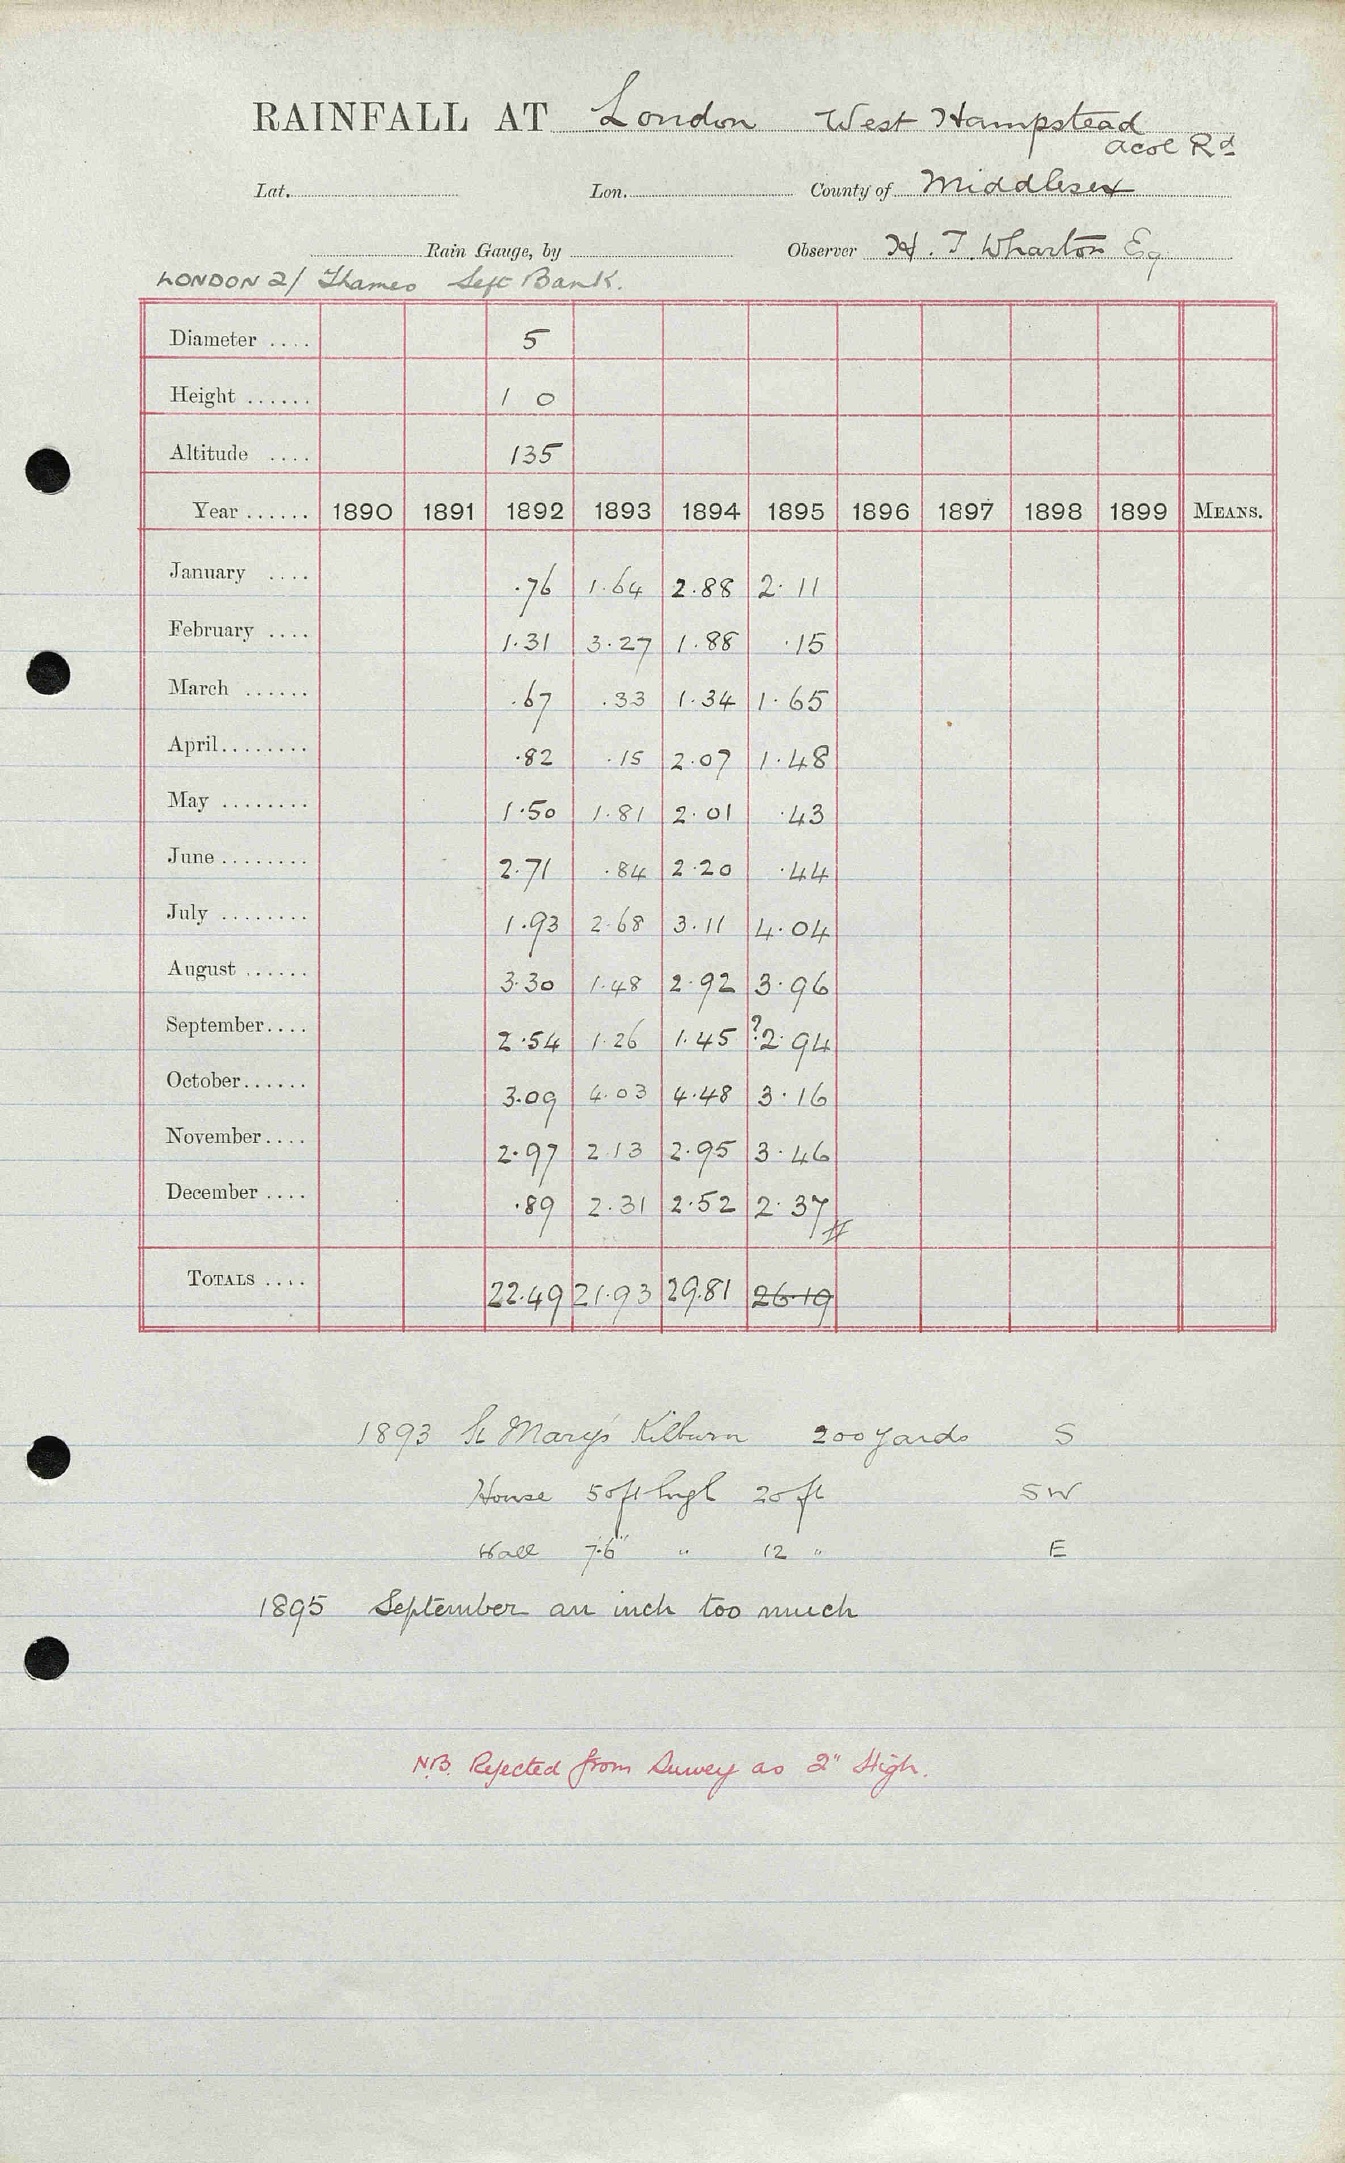 RAINFALL AT London West Hampstead
Acol Rd
Lat. Lon. County of Middlesex
Rain Gauge, by Observer H. T. Wharton Esq
LONDON 2/ Thames Left Bank.
Diameter .... 5
Height ...... 1 0
Altitude .... 135
Year ...... 1890 1891 1892 1893 1894 1895 1896 1897 1898 1899 MEANS.
January .... .76 1.64 2.88 2.11
February .... 1.31 3.27 1.88 .15
March ...... .67 .33 1.34 1.65
April........ .82 .15 2.07 1.48
May ........ 1.50 1.81 2.01 .43
June ........ 2.71 .84 2.20 .44
July ........ 1.93 2.68 3.11 4.04
August ...... 3.30 1.48 2.92 3.96
September.... 2.54 1.26 1.45 ?2.94
October...... 3.09 4.03 4.48 3.16
November.... 2.97 2.13 2.95 3.46
December .... .89 2.31 2.52 2.37
TOTALS .... 22.49 21.93 29.81 26.19
1893 St Mary's Kilburn 200 yards S
House 50ft high 20 ft SW
Wall 7.6" " 12 " E
1895 September an inch too much
N.B. Rejected from Survey as 2" High.